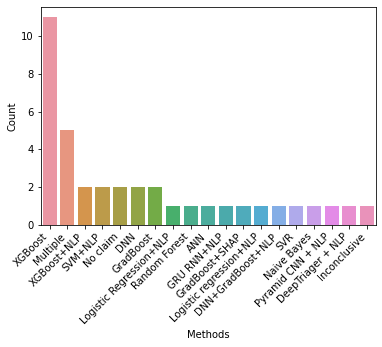 10
8
6
4
2
0
Count
XGBoost
Multiple
XGBoost+NLP
SVM+NLP
No claim
DNN
GradBoost
Logistic Regression+NLP
Random Forest
ANN
GRU RNN+NLP
GradBoost+SHAP
Logistic regression+NLP
DNN+GradBoost+NLP
SVR
Naive Bayes
Pyramid CNN + NLP
DeepTriager + NLP
Inconclusive
Methods